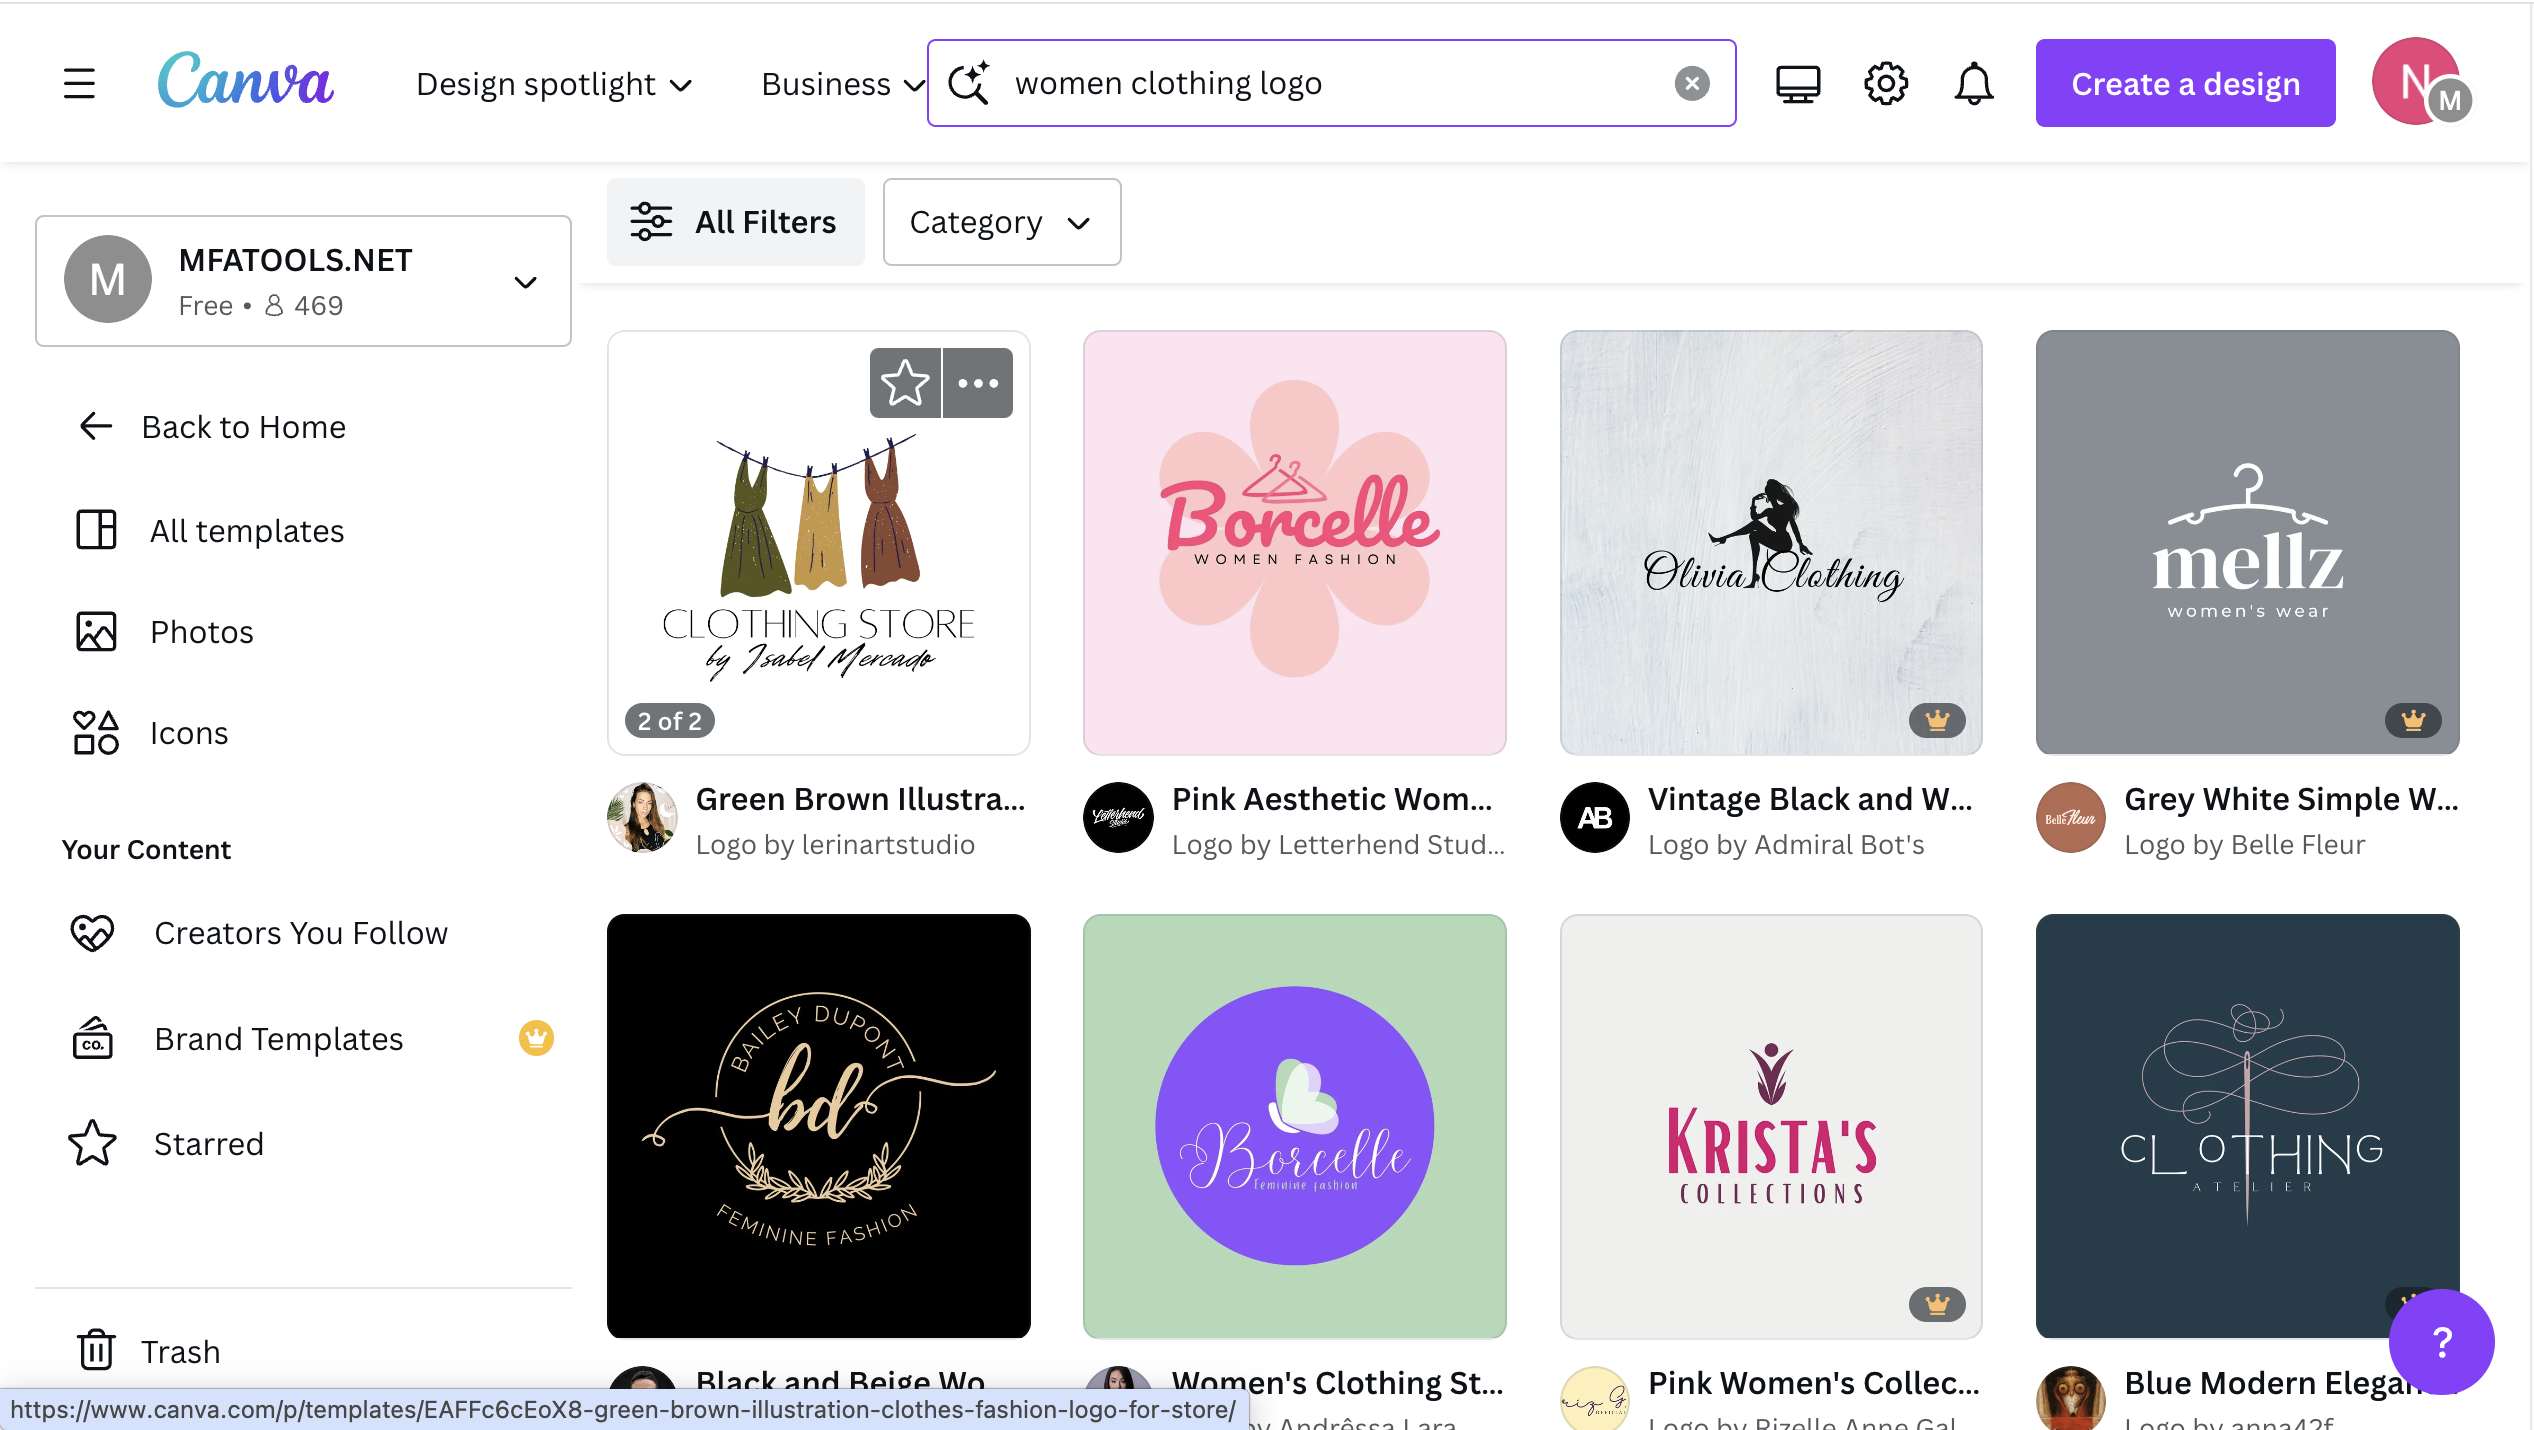 Canva
Design spotlight
Business
women clothing logo
Create a design
N
M
All Filters
Category
M
MFATOOLS.NET
Free • 469
Back to Home
All templates
Photos
Icons
Your Content
Creators You Follow
co.
Brand Templates
Starred
Trash
CLOTHING STORE
by Isabel Mercado
2 of 2
Borcelle
WOMEN FASHION
Olivia Clothing
mellz
women's wear
Green Brown Illustra...
Logo by lerinartstudio
Letterhend
Studio
Pink Aesthetic Wom...
Logo by Letterhend Stud...
AB
Vintage Black and W...
Logo by Admiral Bot's
Belle Fleur
Grey White Simple W...
Logo by Belle Fleur
BAILEY DUPONT
bd
FEMININE FASHION
Borcelle
Feminine fashion
KRISTA'S
COLLECTIONS
CLOTHING
ATELIER
?
Black and Beige Wo
Women's Clothing St...
by Andrêssa Lara
Pink Women's Collec...
Logo by Rizelle Anne Gal
Blue Modern Elegan
Logo by anna42f
https://www.canva.com/p/templates/EAFFc6cEoX8-green-brown-illustration-clothes-fashion-logo-for-store/